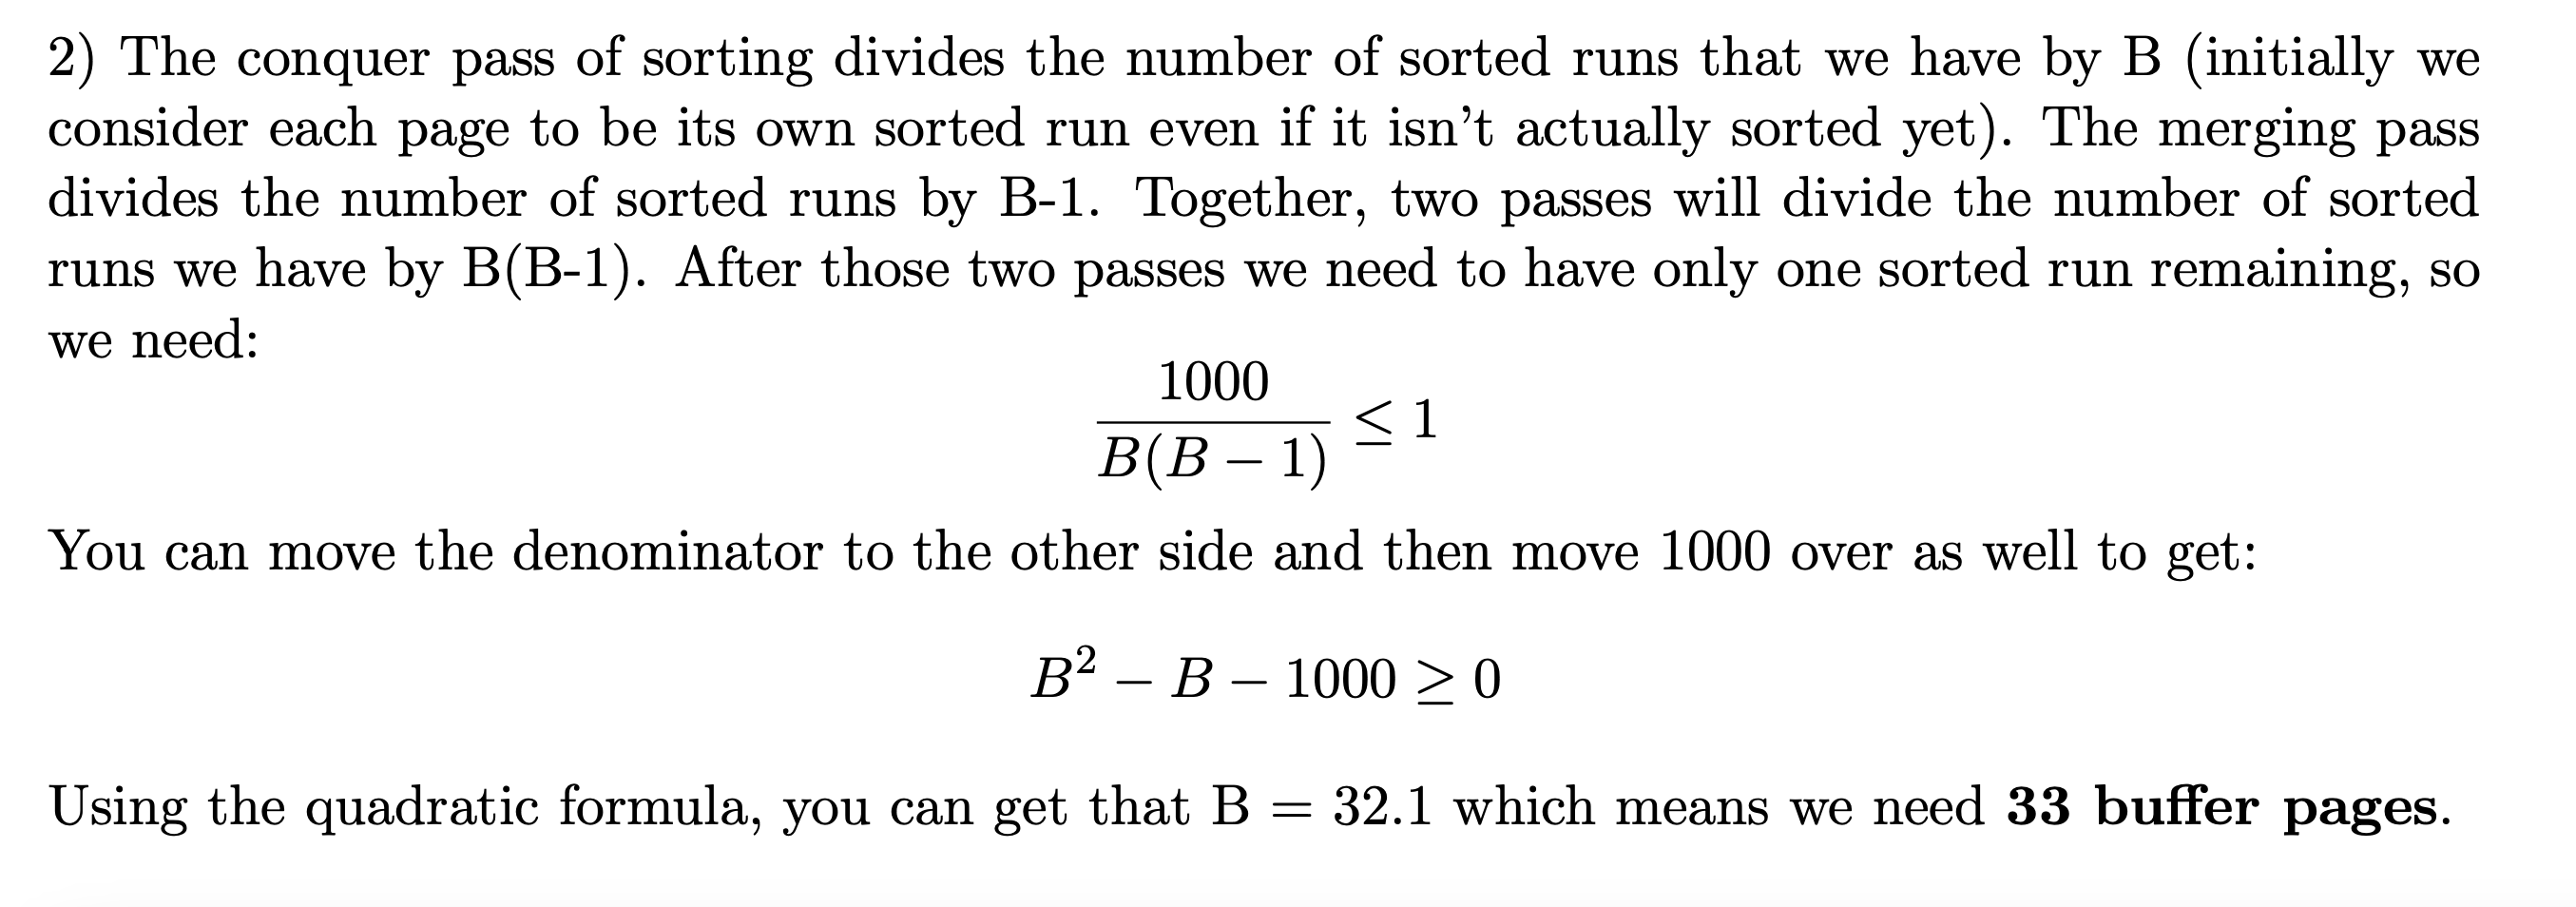 2) The conquer pass of sorting divides the number of sorted runs that we have by B (initially we
consider each page to be its own sorted run even if it isn't actually sorted yet). The merging pass
divides the number of sorted runs by B-1. Together, two passes will divide the number of sorted
runs we have by B(B-1). After those two passes we need to have only one sorted run remaining, so
we need:
1000
B(B − 1) ≤ 1
You can move the denominator to the other side and then move 1000 over as well to get:
B² − B − 1000 ≥ 0
Using the quadratic formula, you can get that B = 32.1 which means we need 33 buffer pages.